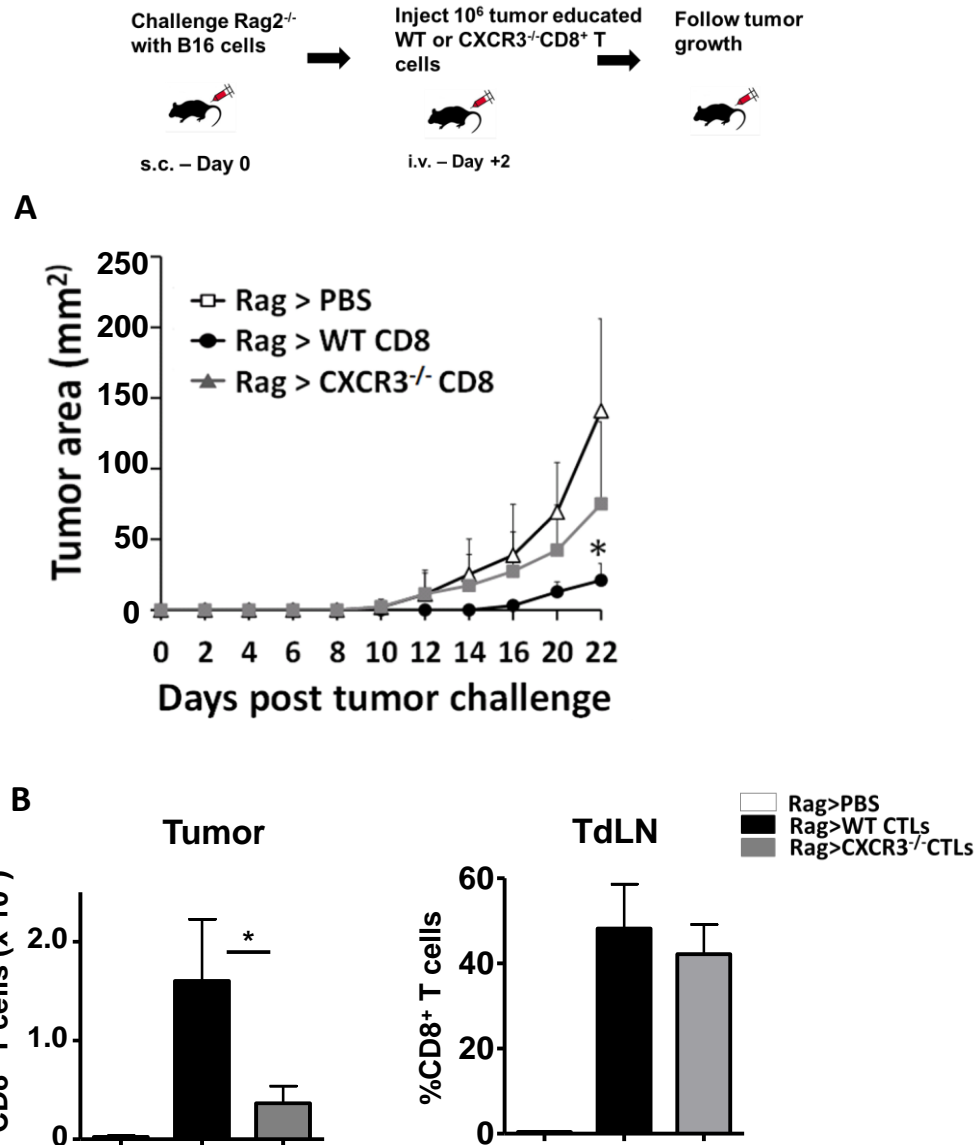 Challenge Rag2-/-
with B16 cells
Inject 10⁶ tumor educated
WT or CXCR3-/-CD8⁺ T
cells
Follow tumor
growth
s.c. – Day 0
i.v. – Day +2
A
Tumor area (mm²)
250
200
150
100
50
0
Rag > PBS
Rag > WT CD8
Rag > CXCR3-/- CD8
*
0 2 4 6 8 10 12 14 16 20 22
Days post tumor challenge
B
Tumor
2.0
1.0
0
*
TdLN
%CD8⁺ T cells
60
40
20
0
Rag>PBS
Rag>WT CTLs
Rag>CXCR3-/-CTLs